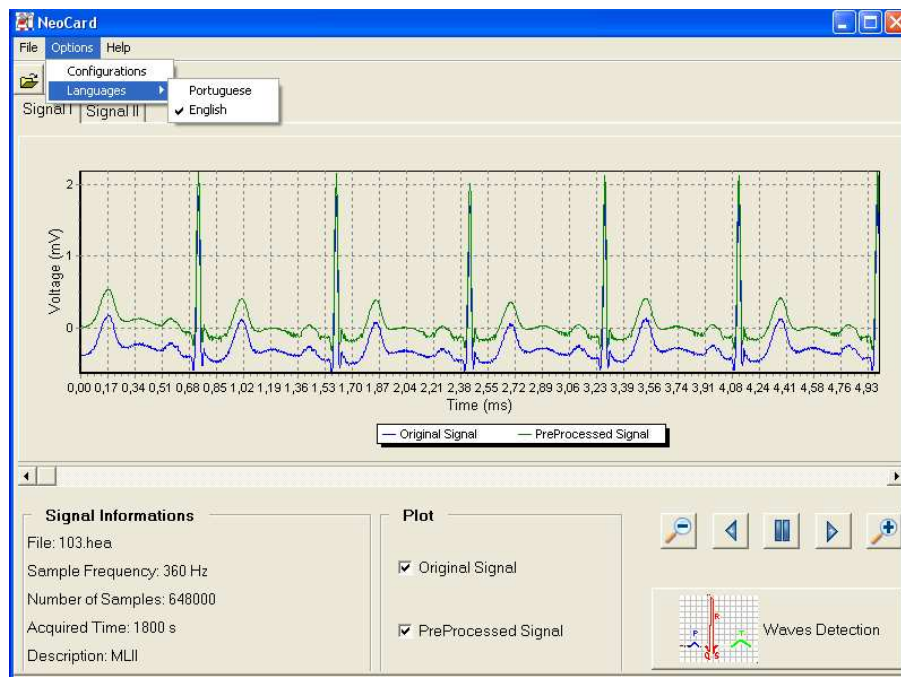 NeoCard
File Options Help
Configurations
Languages
Portuguese
English
Signal I Signal II
Voltage (mV)
2
1
0
0,00 0,17 0,34 0,51 0,68 0,85 1,02 1,19 1,36 1,53 1,70 1,87 2,04 2,21 2,38 2,55 2,72 2,89 3,06 3,23 3,39 3,56 3,74 3,91 4,08 4,24 4,41 4,58 4,76 4,93
Time (ms)
Original Signal PreProcessed Signal
Signal Informations
File: 103.hea
Sample Frequency: 360 Hz
Number of Samples: 648000
Acquired Time: 1800 s
Description: MLII
Plot
Original Signal
PreProcessed Signal
P Q R S T
Waves Detection